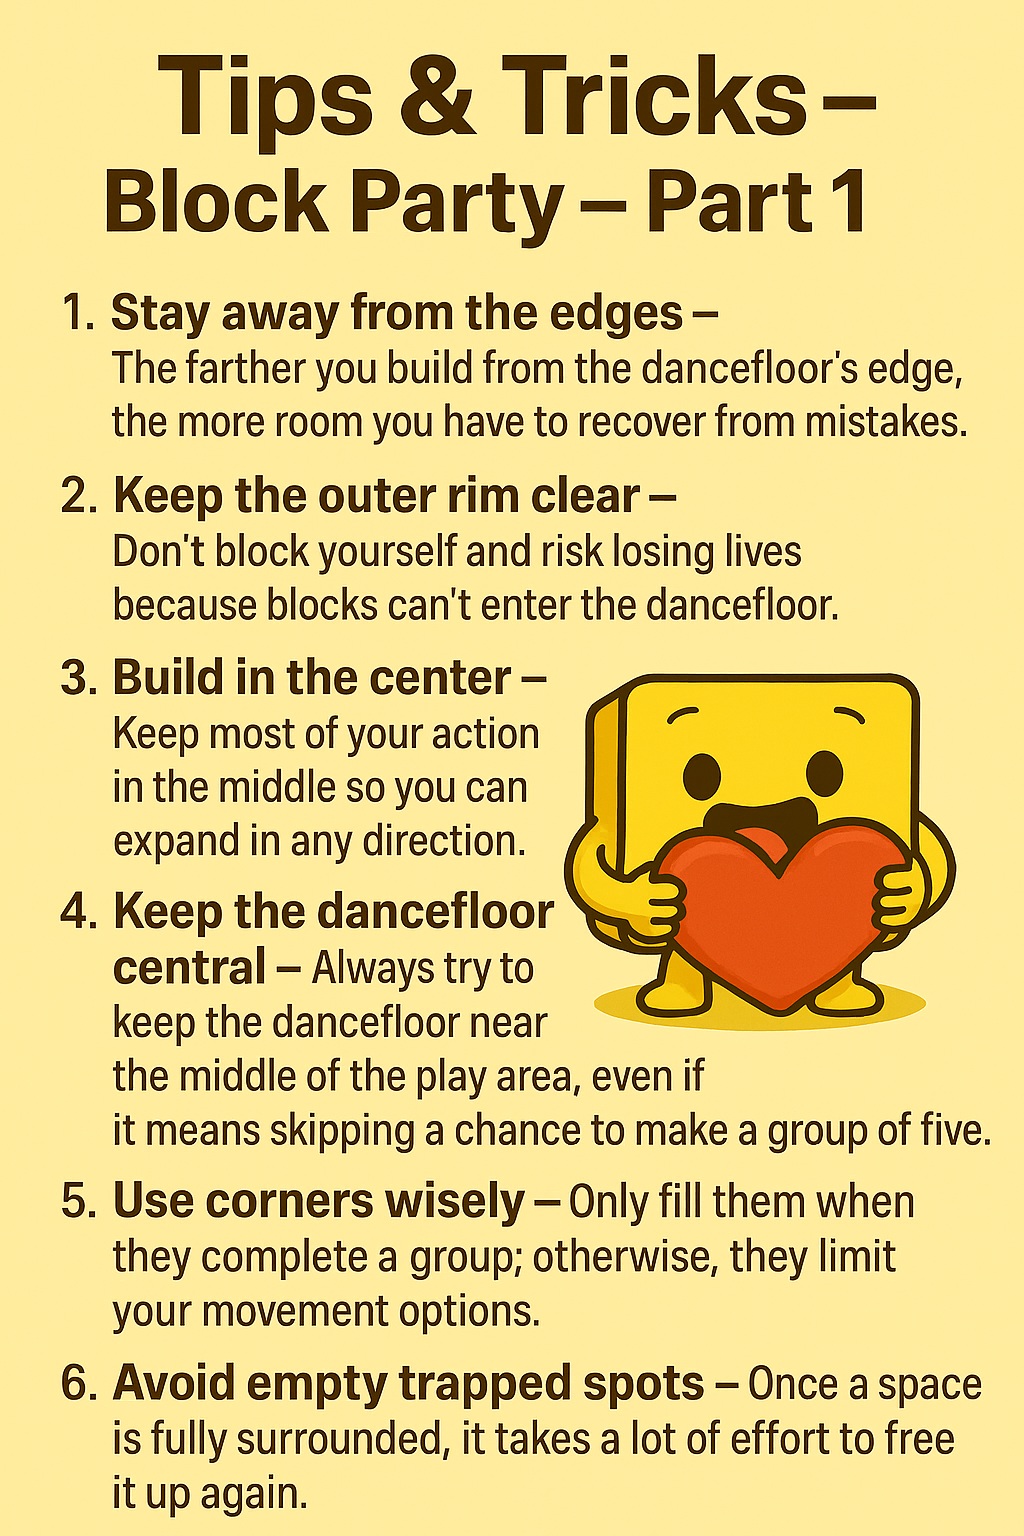 Tips & Tricks –
Block Party – Part 1
1. Stay away from the edges –
The farther you build from the dancefloor's edge,
the more room you have to recover from mistakes.
2. Keep the outer rim clear –
Don't block yourself and risk losing lives
because blocks can't enter the dancefloor.
3. Build in the center –
Keep most of your action
in the middle so you can
expand in any direction.
4. Keep the dancefloor
central – Always try to
keep the dancefloor near
the middle of the play area, even if
it means skipping a chance to make a group of five.
5. Use corners wisely – Only fill them when
they complete a group; otherwise, they limit
your movement options.
6. Avoid empty trapped spots – Once a space
is fully surrounded, it takes a lot of effort to free
it up again.